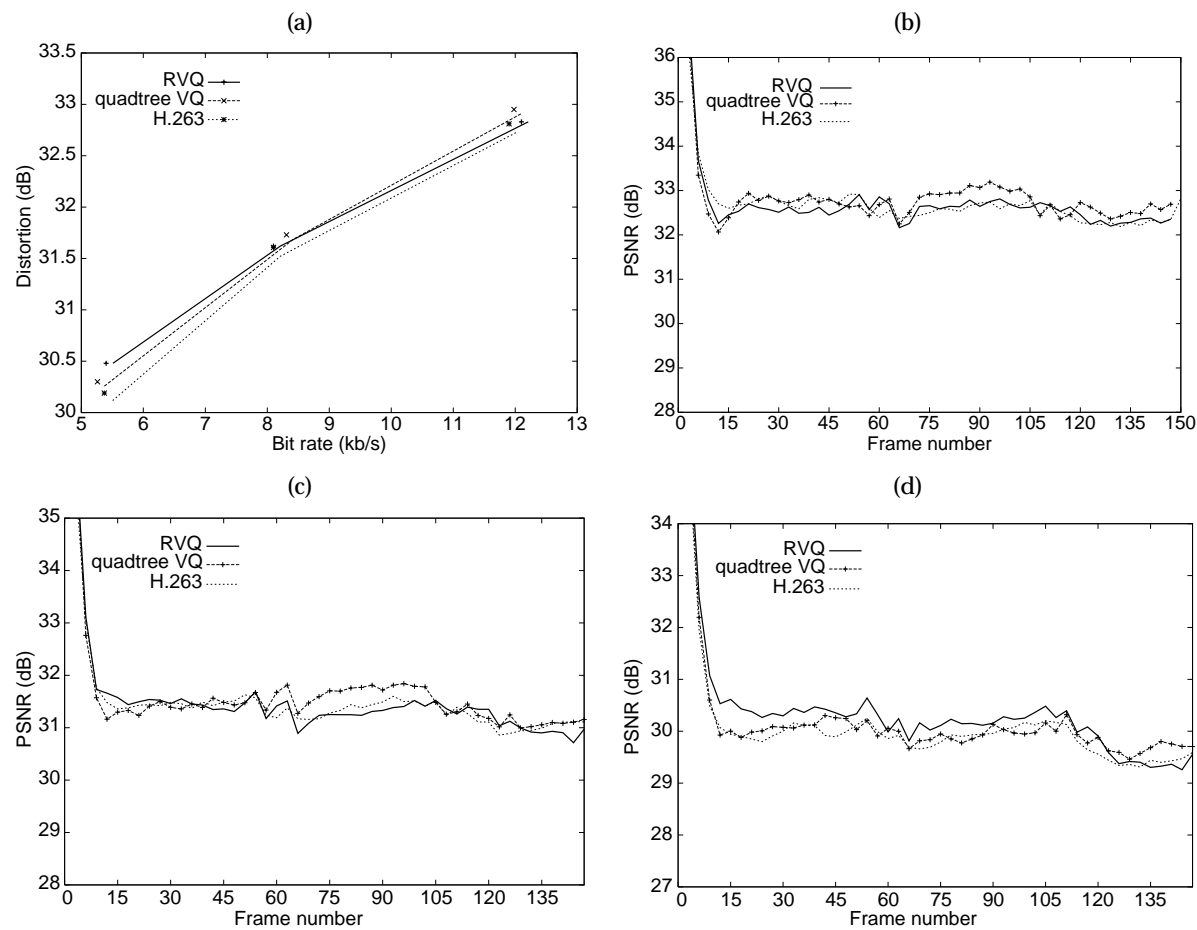 (a)
33.5
33
32.5
32
31.5
31
30.5
30
Distortion (dB)
RVQ
quadtree VQ
H.263
5 6 7 8 9 10 11 12 13
Bit rate (kb/s)
(b)
36
35
34
33
32
31
30
29
28
PSNR (dB)
RVQ
quadtree VQ
H.263
0 15 30 45 60 75 90 105 120 135 150
Frame number
(c)
35
34
33
32
31
30
29
28
PSNR (dB)
RVQ
quadtree VQ
H.263
0 15 30 45 60 75 90 105 120 135
Frame number
(d)
34
33
32
31
30
29
28
27
PSNR (dB)
RVQ
quadtree VQ
H.263
0 15 30 45 60 75 90 105 120 135
Frame number